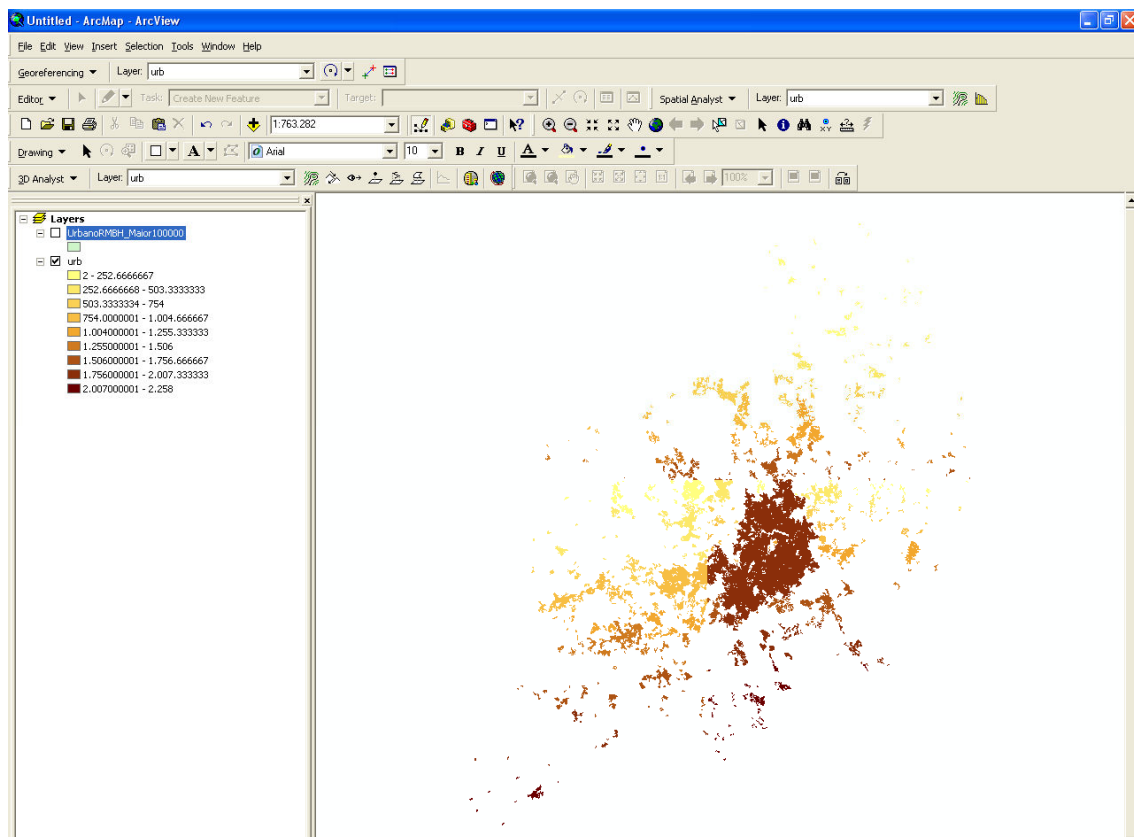 Untitled - ArcMap - ArcView
File Edit View Insert Selection Tools Window Help
Georeferencing Layer: urb
Editor Task: Create New Feature Target: Spatial Analyst Layer: urb
1:763.282
Drawing A Arial 10 B I U A
3D Analyst Layer: urb 100%
Layers
UrbanoRMBH_Maior100000
urb
2 - 252.6666667
252.6666668 - 503.3333333
503.3333334 - 754
754.0000001 - 1.004.666667
1.004000001 - 1.255.333333
1.255000001 - 1.506
1.506000001 - 1.756.666667
1.756000001 - 2.007.333333
2.007000001 - 2.258